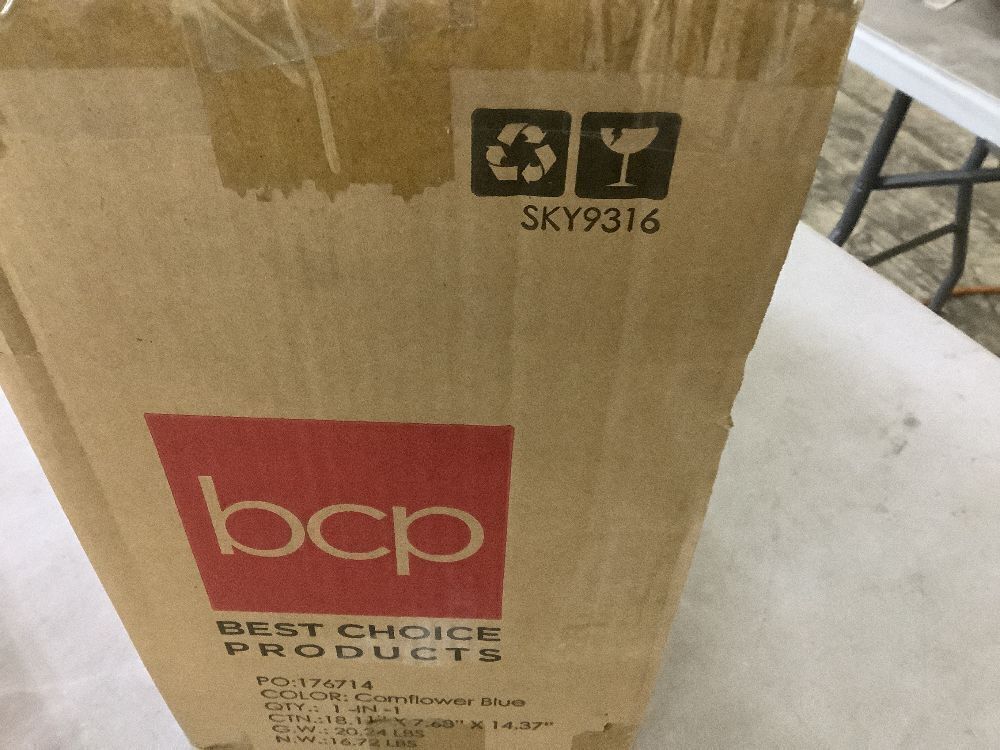 SKY9316
bcp
BEST CHOICE
PRODUCTS
PO:176714
COLOR: Cornflower Blue
QTY.: 1-IN-1
CTN.:18.11" X 7.68" X 14.37"
G.W.: 20.24 LBS
N.W.:16.72 LBS